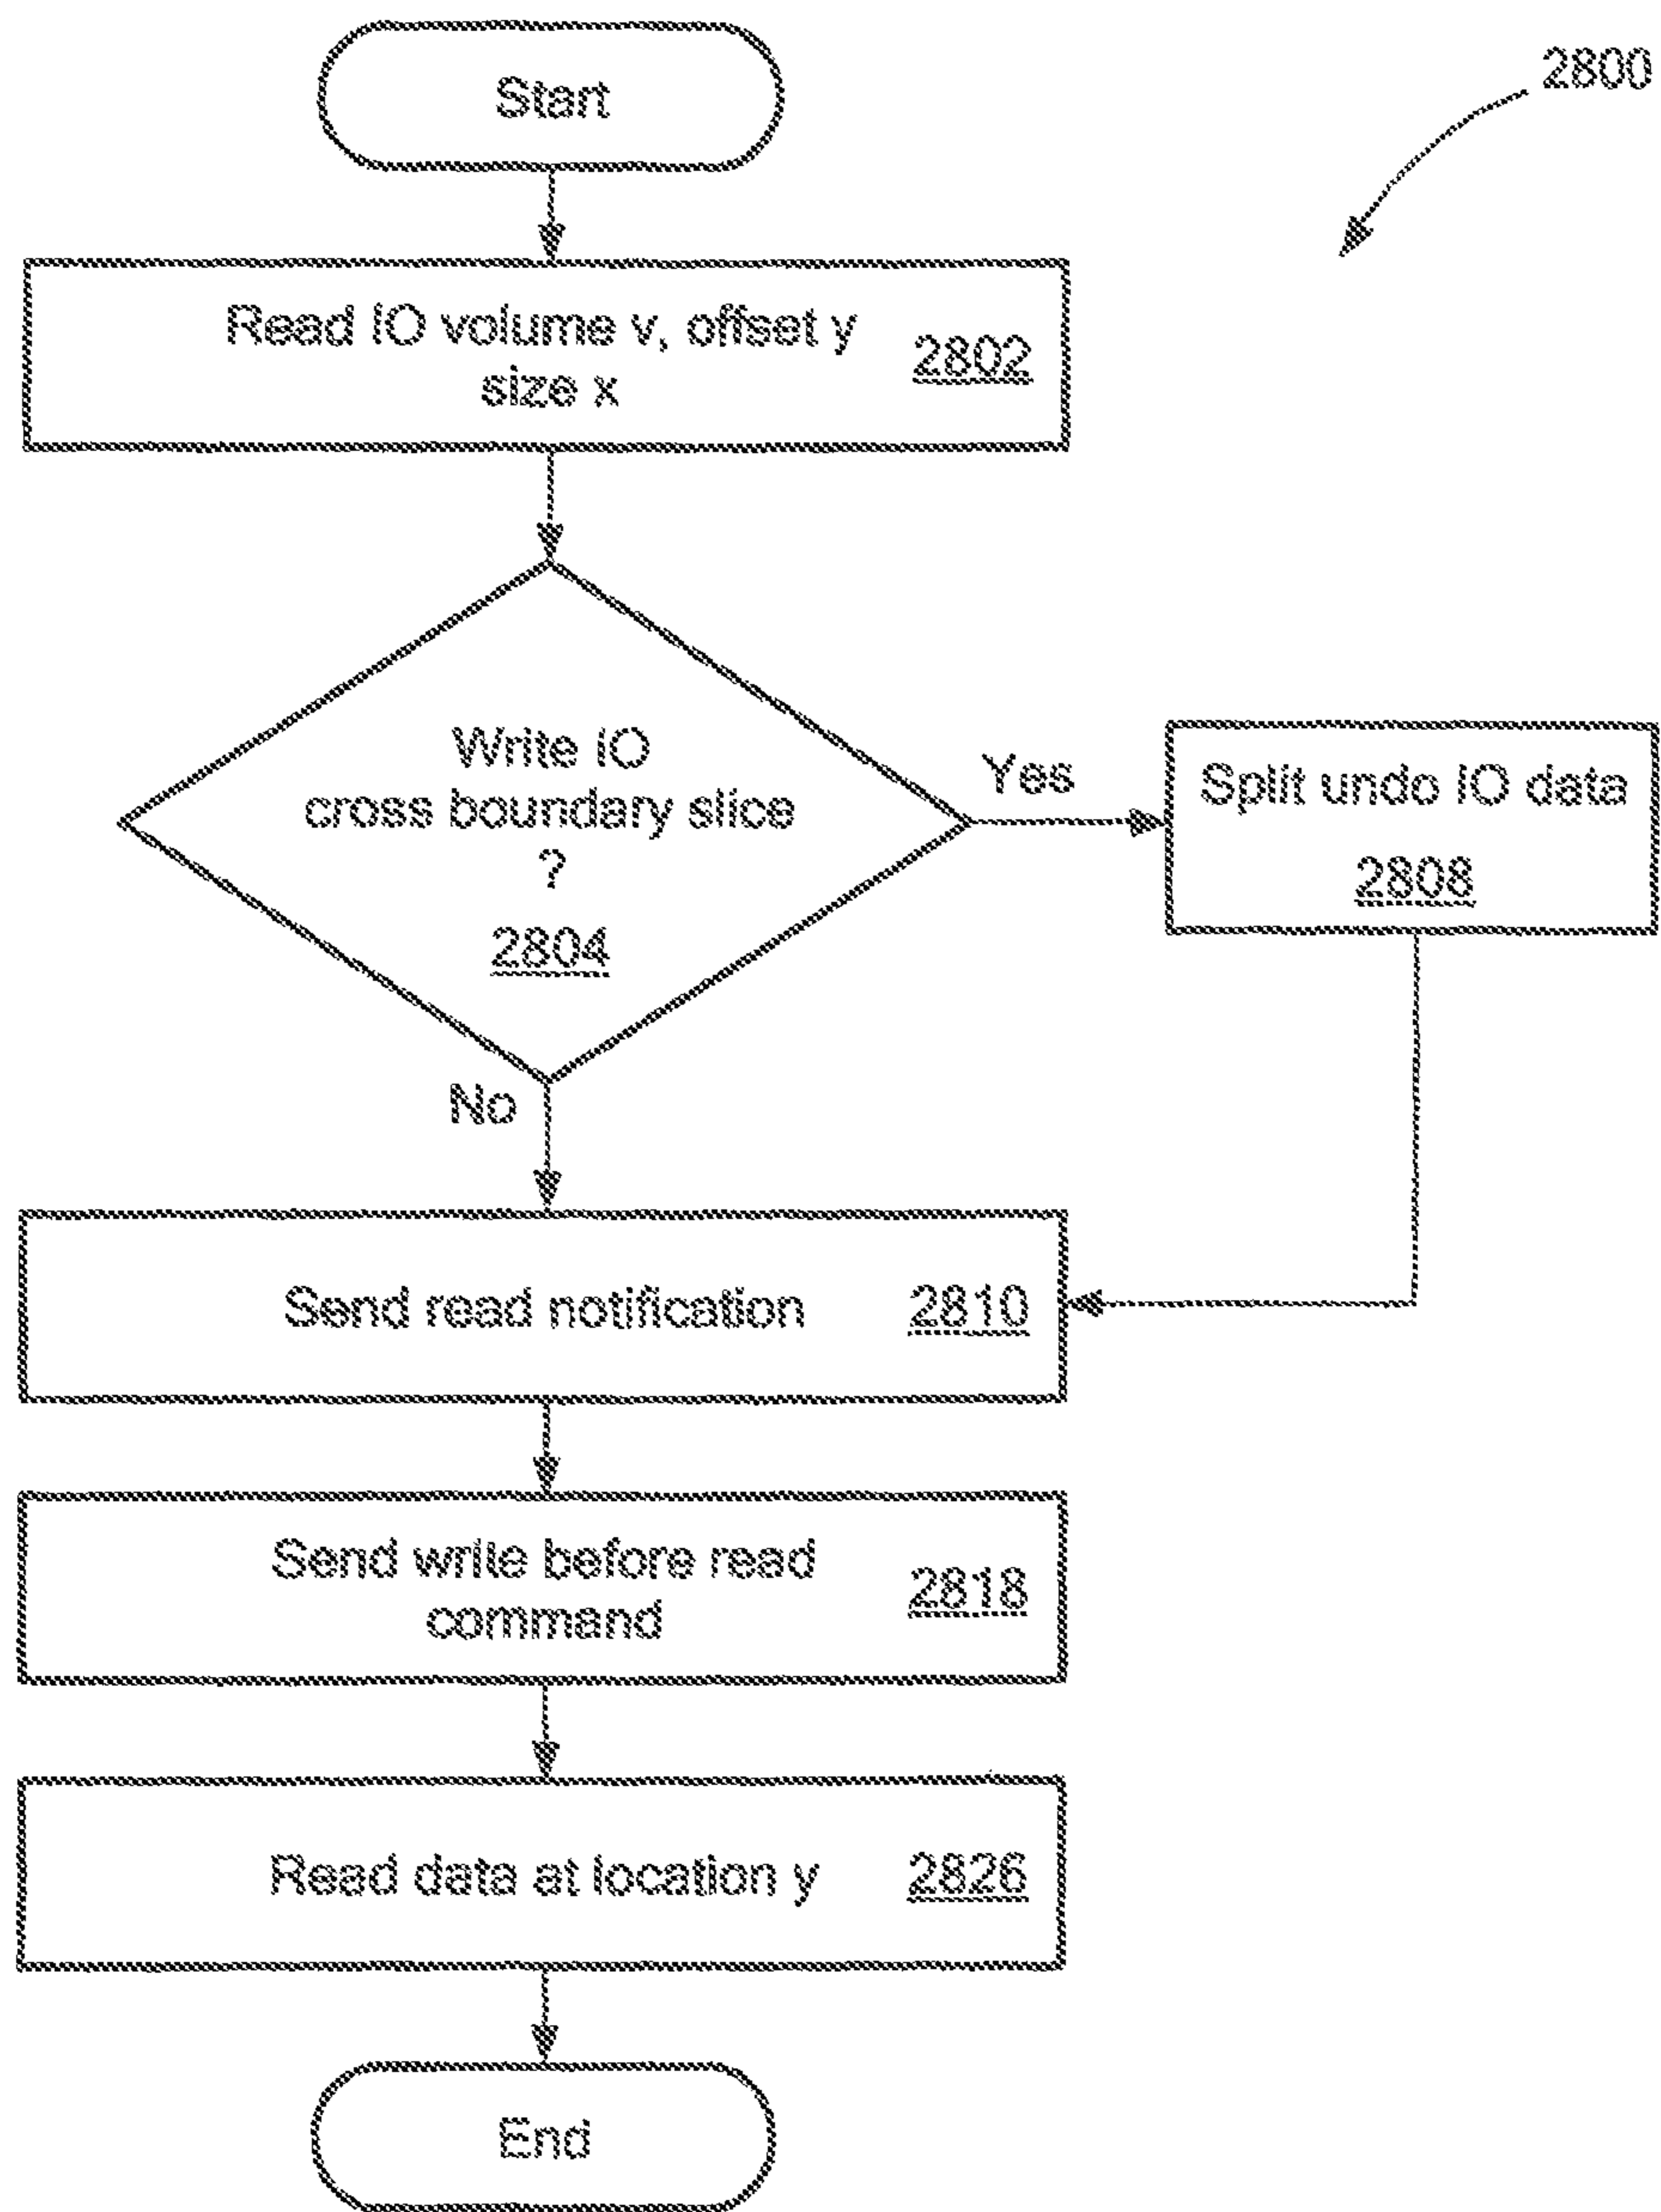 Start
2800
Read IO volume v, offset y
size x
2802
Write IO
cross boundary slice
?
2804
Yes
Split undo IO data
2808
No
Send read notification
2810
Send write before read
command
2818
Read data at location y
2826
End